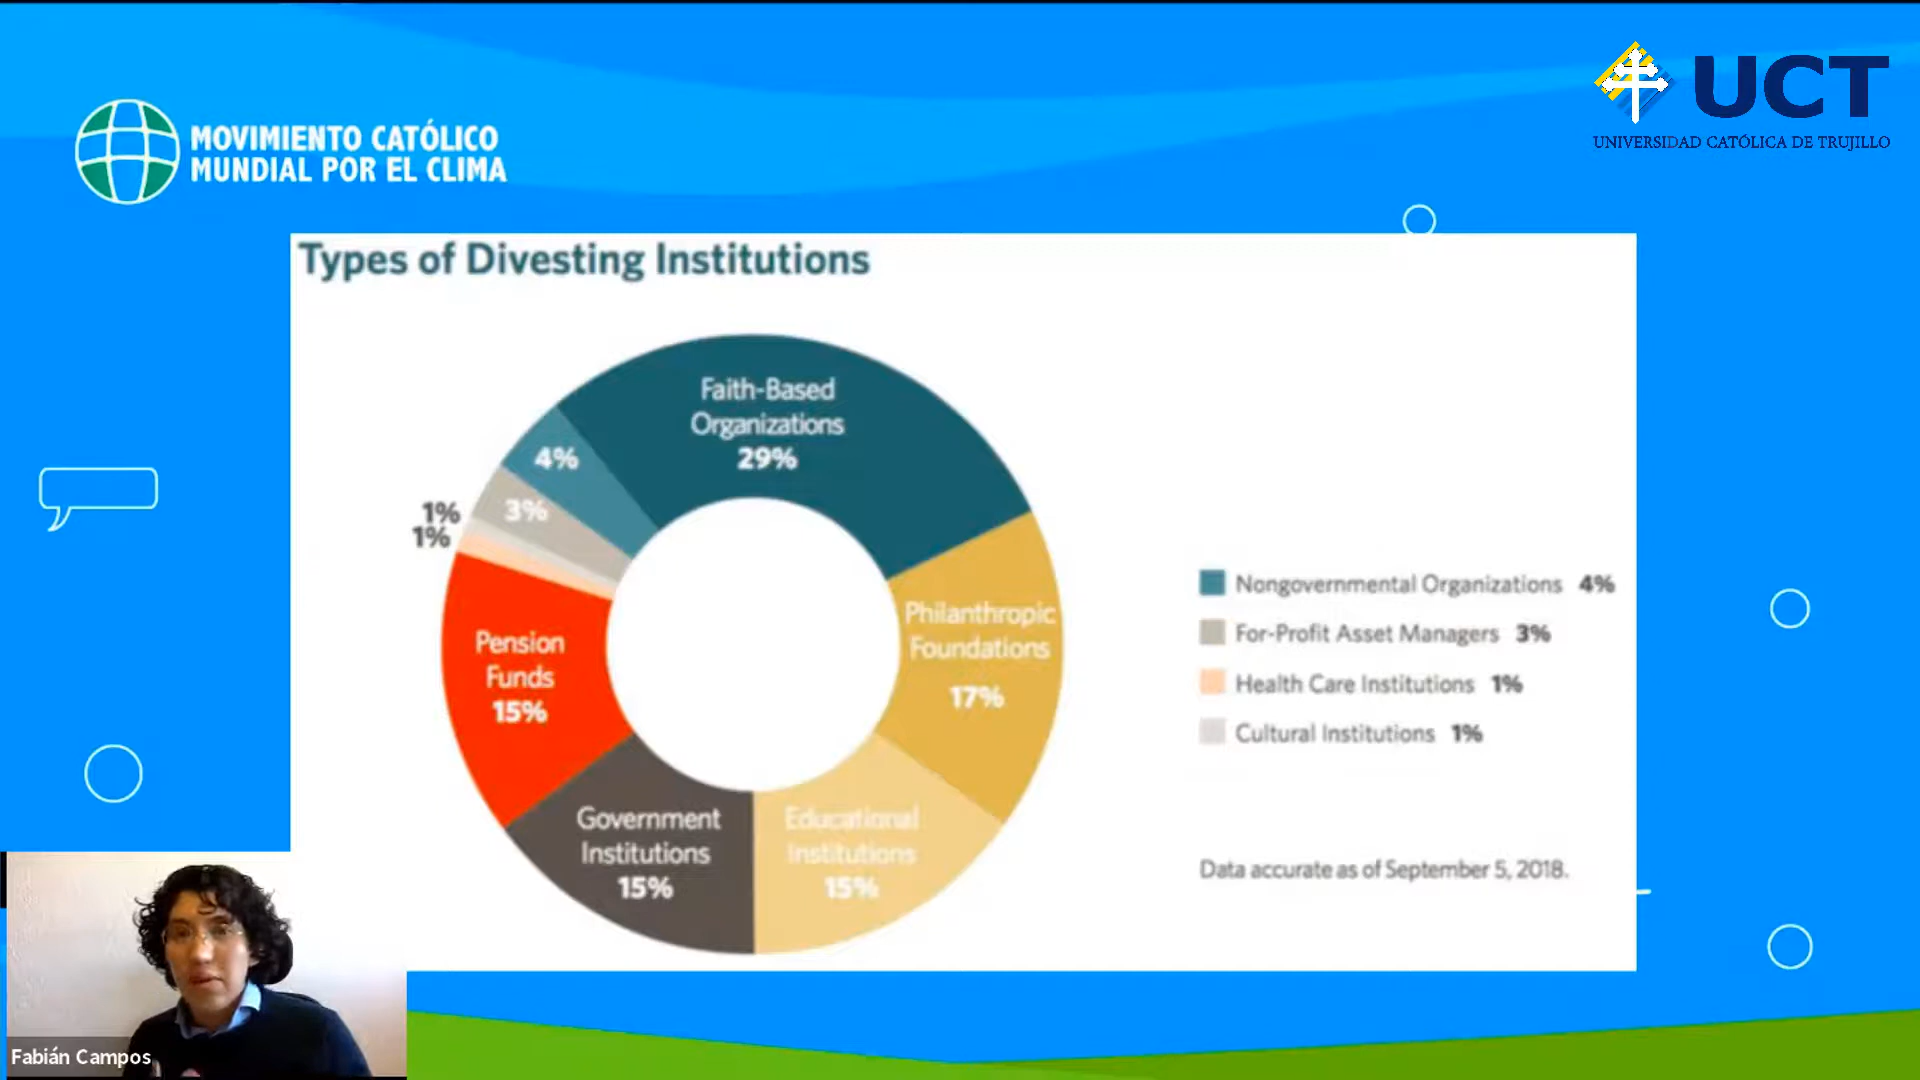 UCT
UNIVERSIDAD CATÓLICA DE TRUJILLO
MOVIMIENTO CATÓLICO
MUNDIAL POR EL CLIMA
Types of Divesting Institutions
Faith-Based
Organizations
29%
4%
3%
1%
1%
Philanthropic
Foundations
17%
Pension
Funds
15%
Government
Institutions
15%
Educational
Institutions
15%
Nongovernmental Organizations 4%
For-Profit Asset Managers 3%
Health Care Institutions 1%
Cultural Institutions 1%
Data accurate as of September 5, 2018.
Fabián Campos